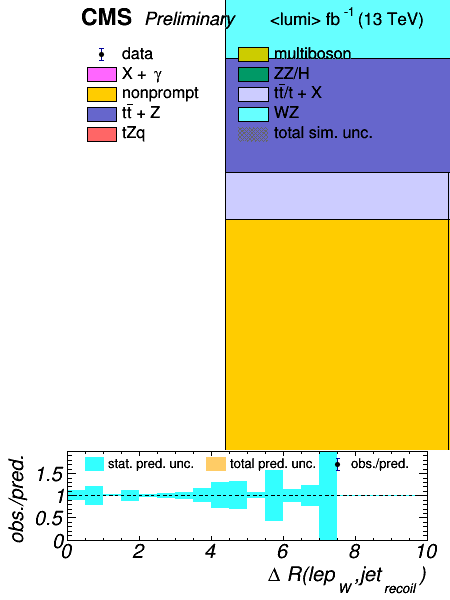 CMS Preliminary <lumi> fb⁻¹ (13 TeV)
data
multiboson
X + γ
ZZ/H
nonprompt
tt̄/t + X
tt̄ + Z
WZ
tZq
total sim. unc.
obs./pred.
stat. pred. unc.
total pred. unc.
obs./pred.
1.5
1
0.5
0
0 2 4 6 8 10
Δ R(lep_W, jet_recoil)